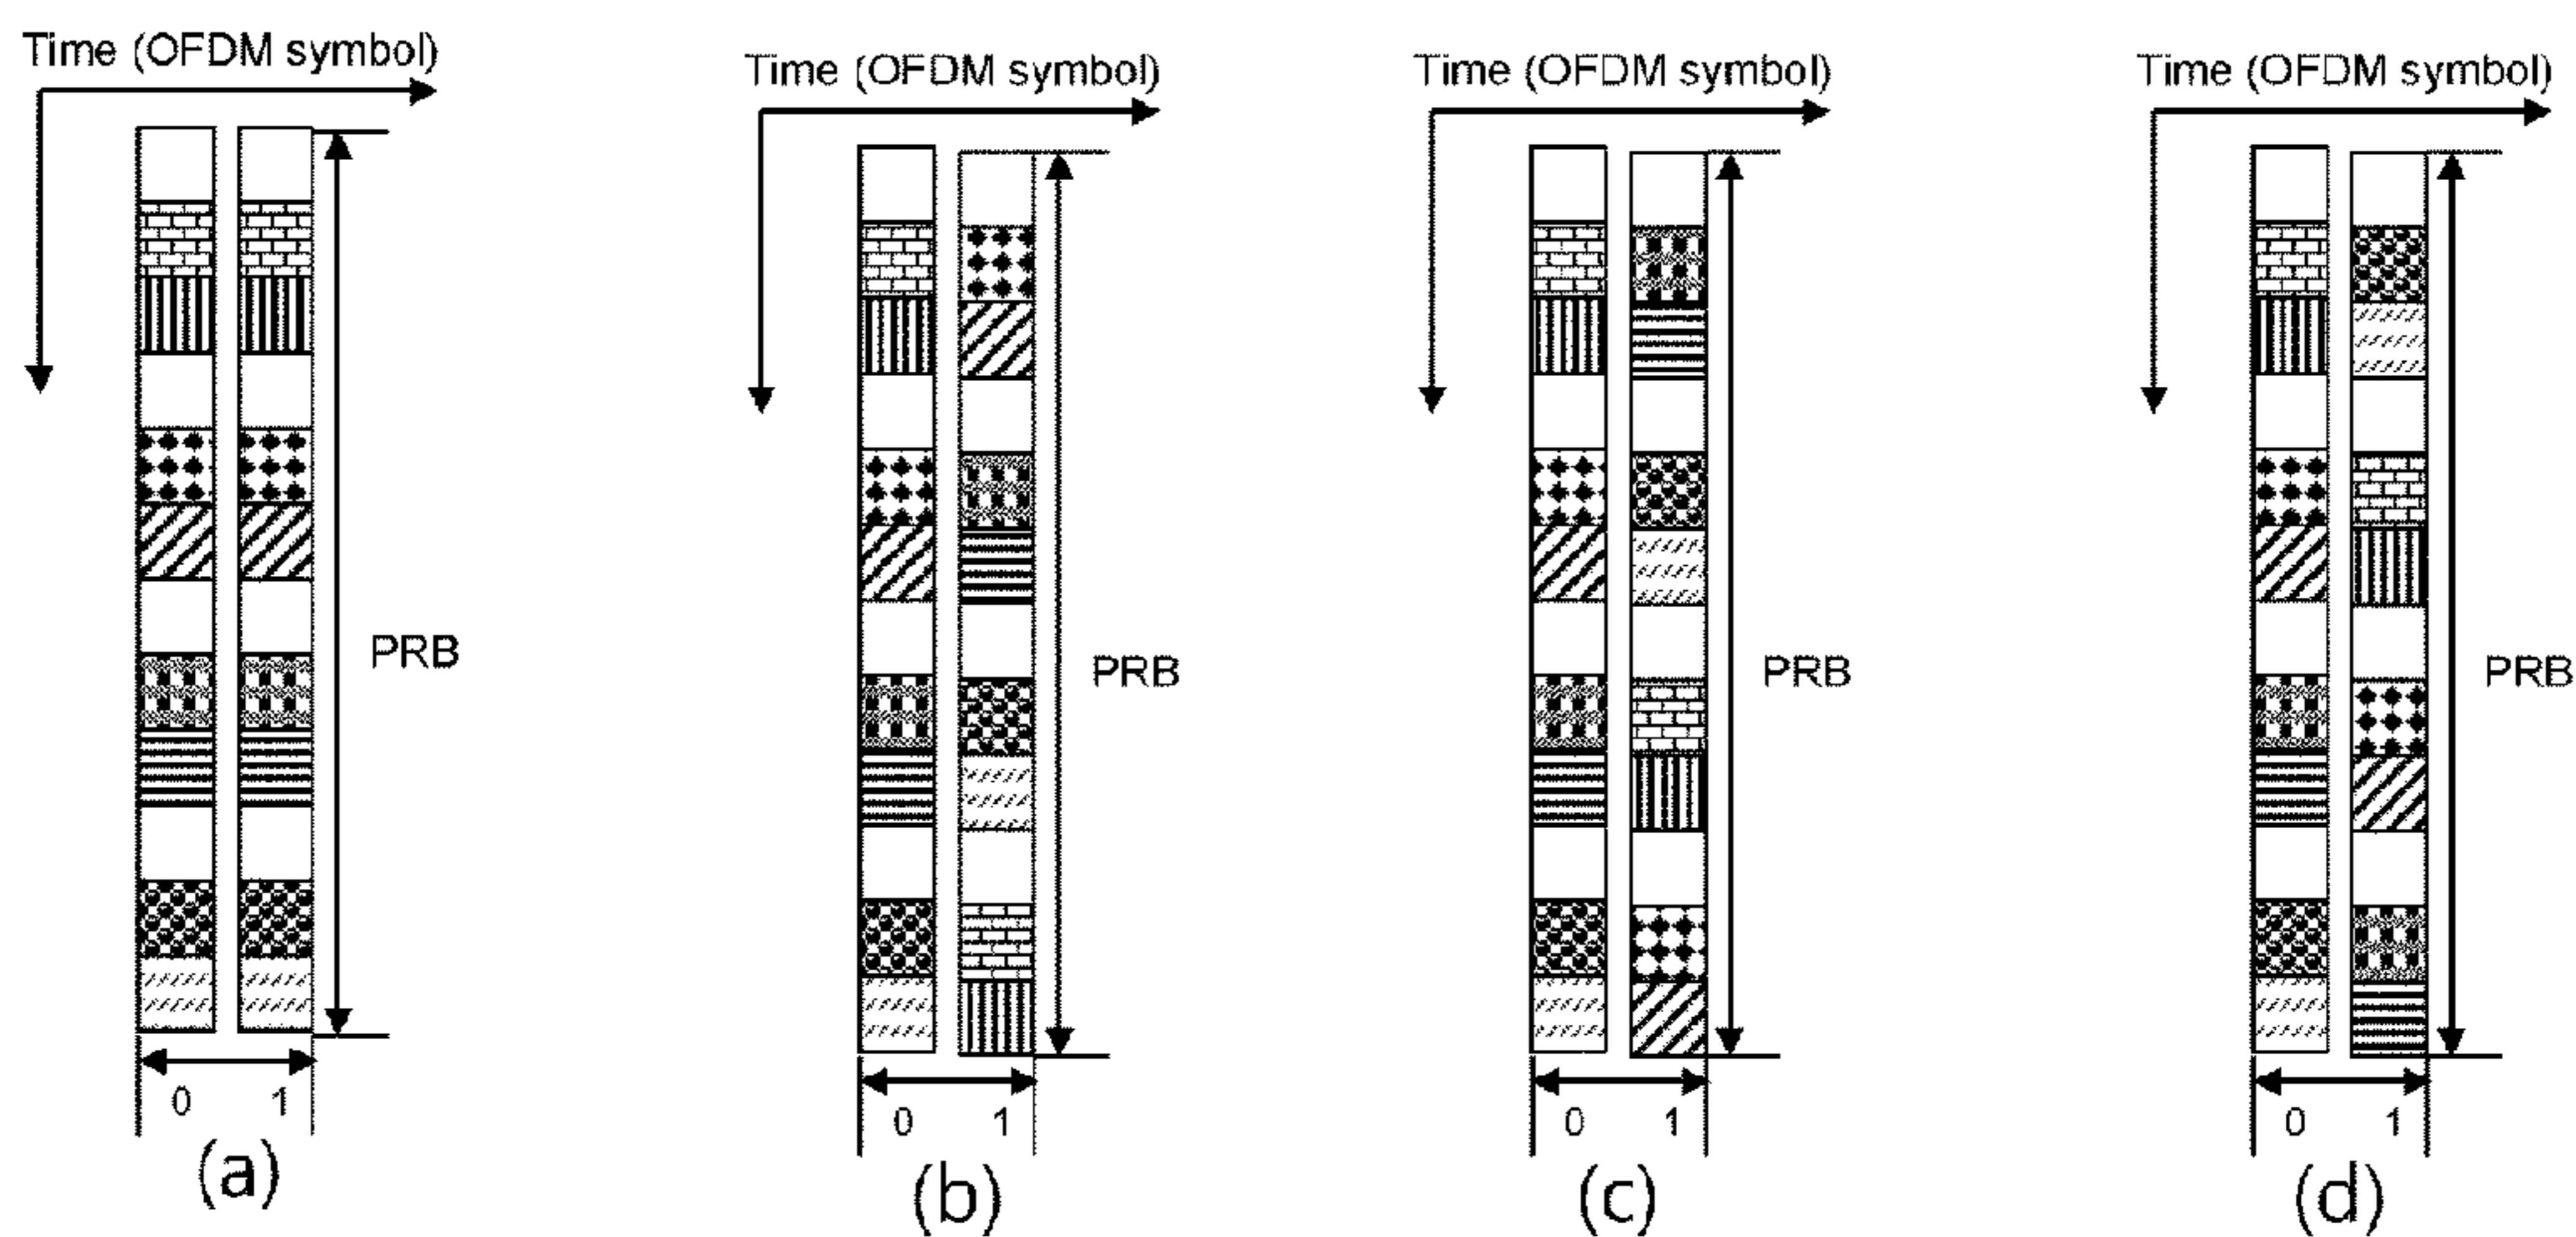 Time (OFDM symbol)
PRB
0 1
(a)
Time (OFDM symbol)
PRB
0 1
(b)
Time (OFDM symbol)
PRB
0 1
(c)
Time (OFDM symbol)
PRB
0 1
(d)